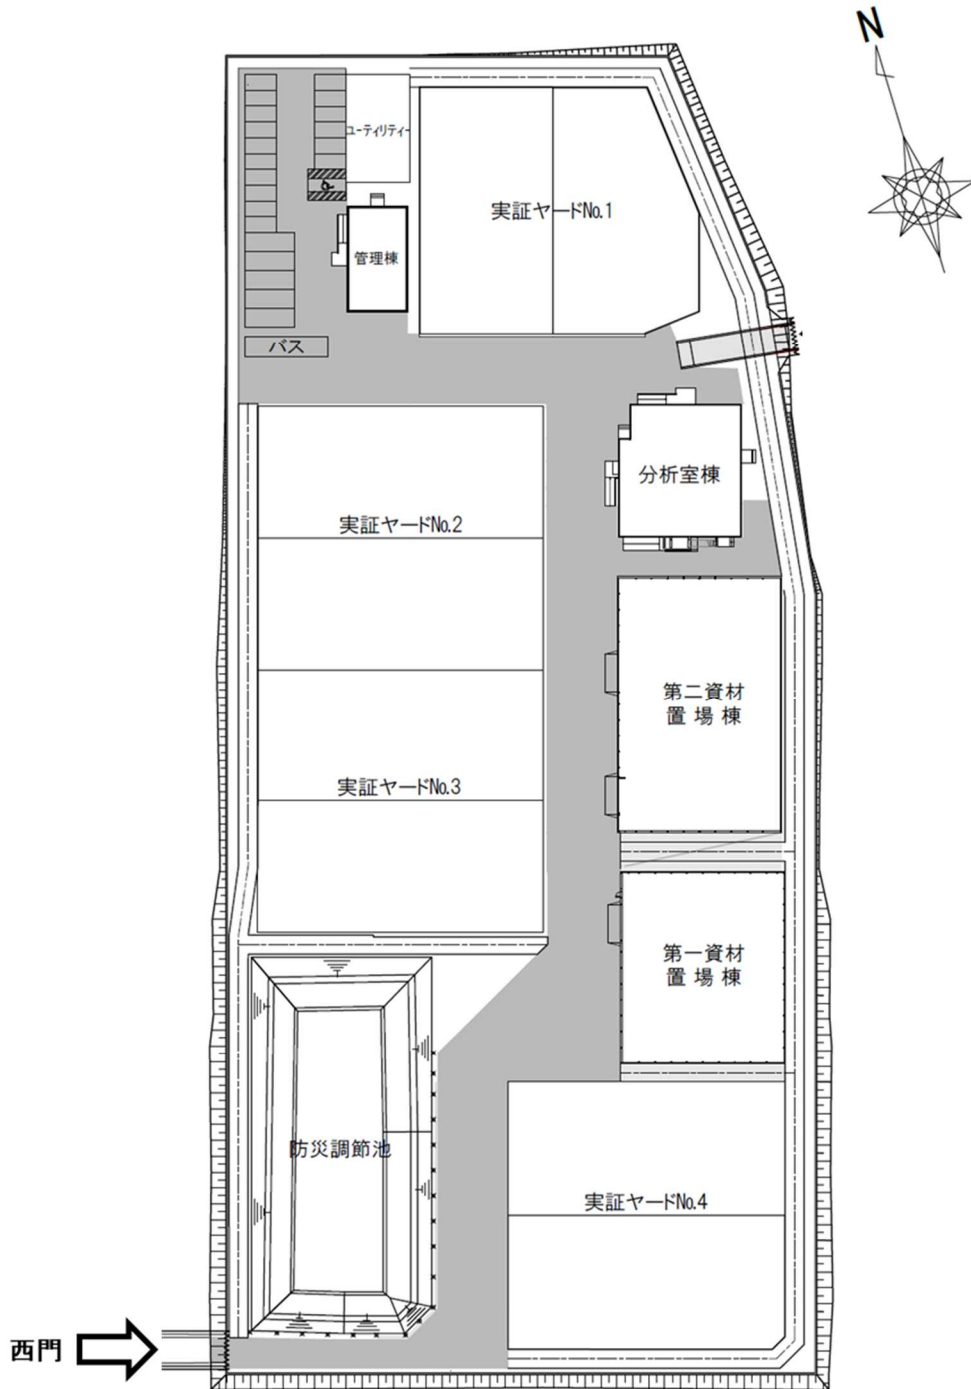 N
ユーティリティー
実証ヤードNo.1
管理棟
バス
分析室棟
実証ヤードNo.2
第二資材
置場棟
実証ヤードNo.3
第一資材
置場棟
防災調節池
実証ヤードNo.4
西門